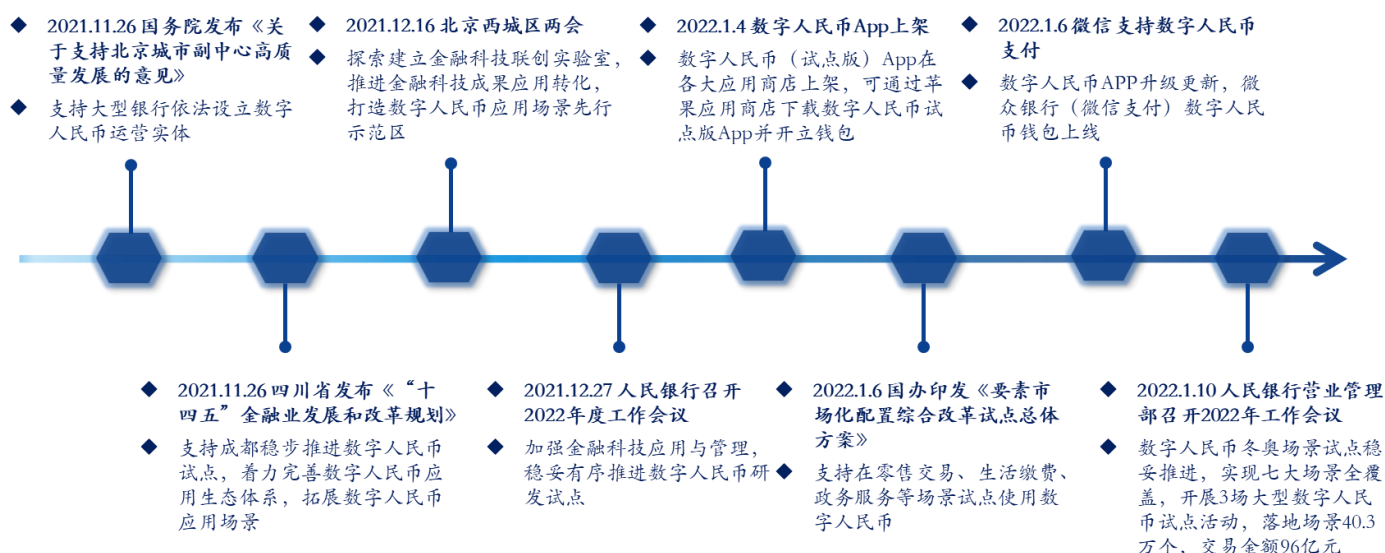 2021.11.26 国务院发布《关
于支持北京城市副中心高质
量发展的意见》
支持大型银行依法设立数字
人民币运营实体
2021.12.16 北京西城区两会
探索建立金融科技联创实验室，
推进金融科技成果应用转化，
打造数字人民币应用场景先行
示范区
2022.1.4 数字人民币App上架
数字人民币（试点版）App在
各大应用商店上架，可通过苹
果应用商店下载数字人民币试
点版App并开立钱包
2022.1.6 微信支持数字人民币
支付
数字人民币APP升级更新，微
众银行（微信支付）数字人民
币钱包上线
2021.11.26 四川省发布《“十
四五”金融业发展和改革规划》
支持成都稳步推进数字人民币
试点，着力完善数字人民币应
用生态体系，拓展数字人民币
应用场景
2021.12.27 人民银行召开
2022年度工作会议
加强金融科技应用与管理，
稳妥有序推进数字人民币研
发试点
2022.1.6 国办印发《要素市
场化配置综合改革试点总体
方案》
支持在零售交易、生活缴费、
政务服务等场景试点使用数
字人民币
2022.1.10 人民银行营业管理
部召开2022年工作会议
数字人民币冬奥场景试点稳
妥推进，实现七大场景全覆
盖，开展3场大型数字人民
币试点活动，落地场景40.3
万个，交易金额96亿元